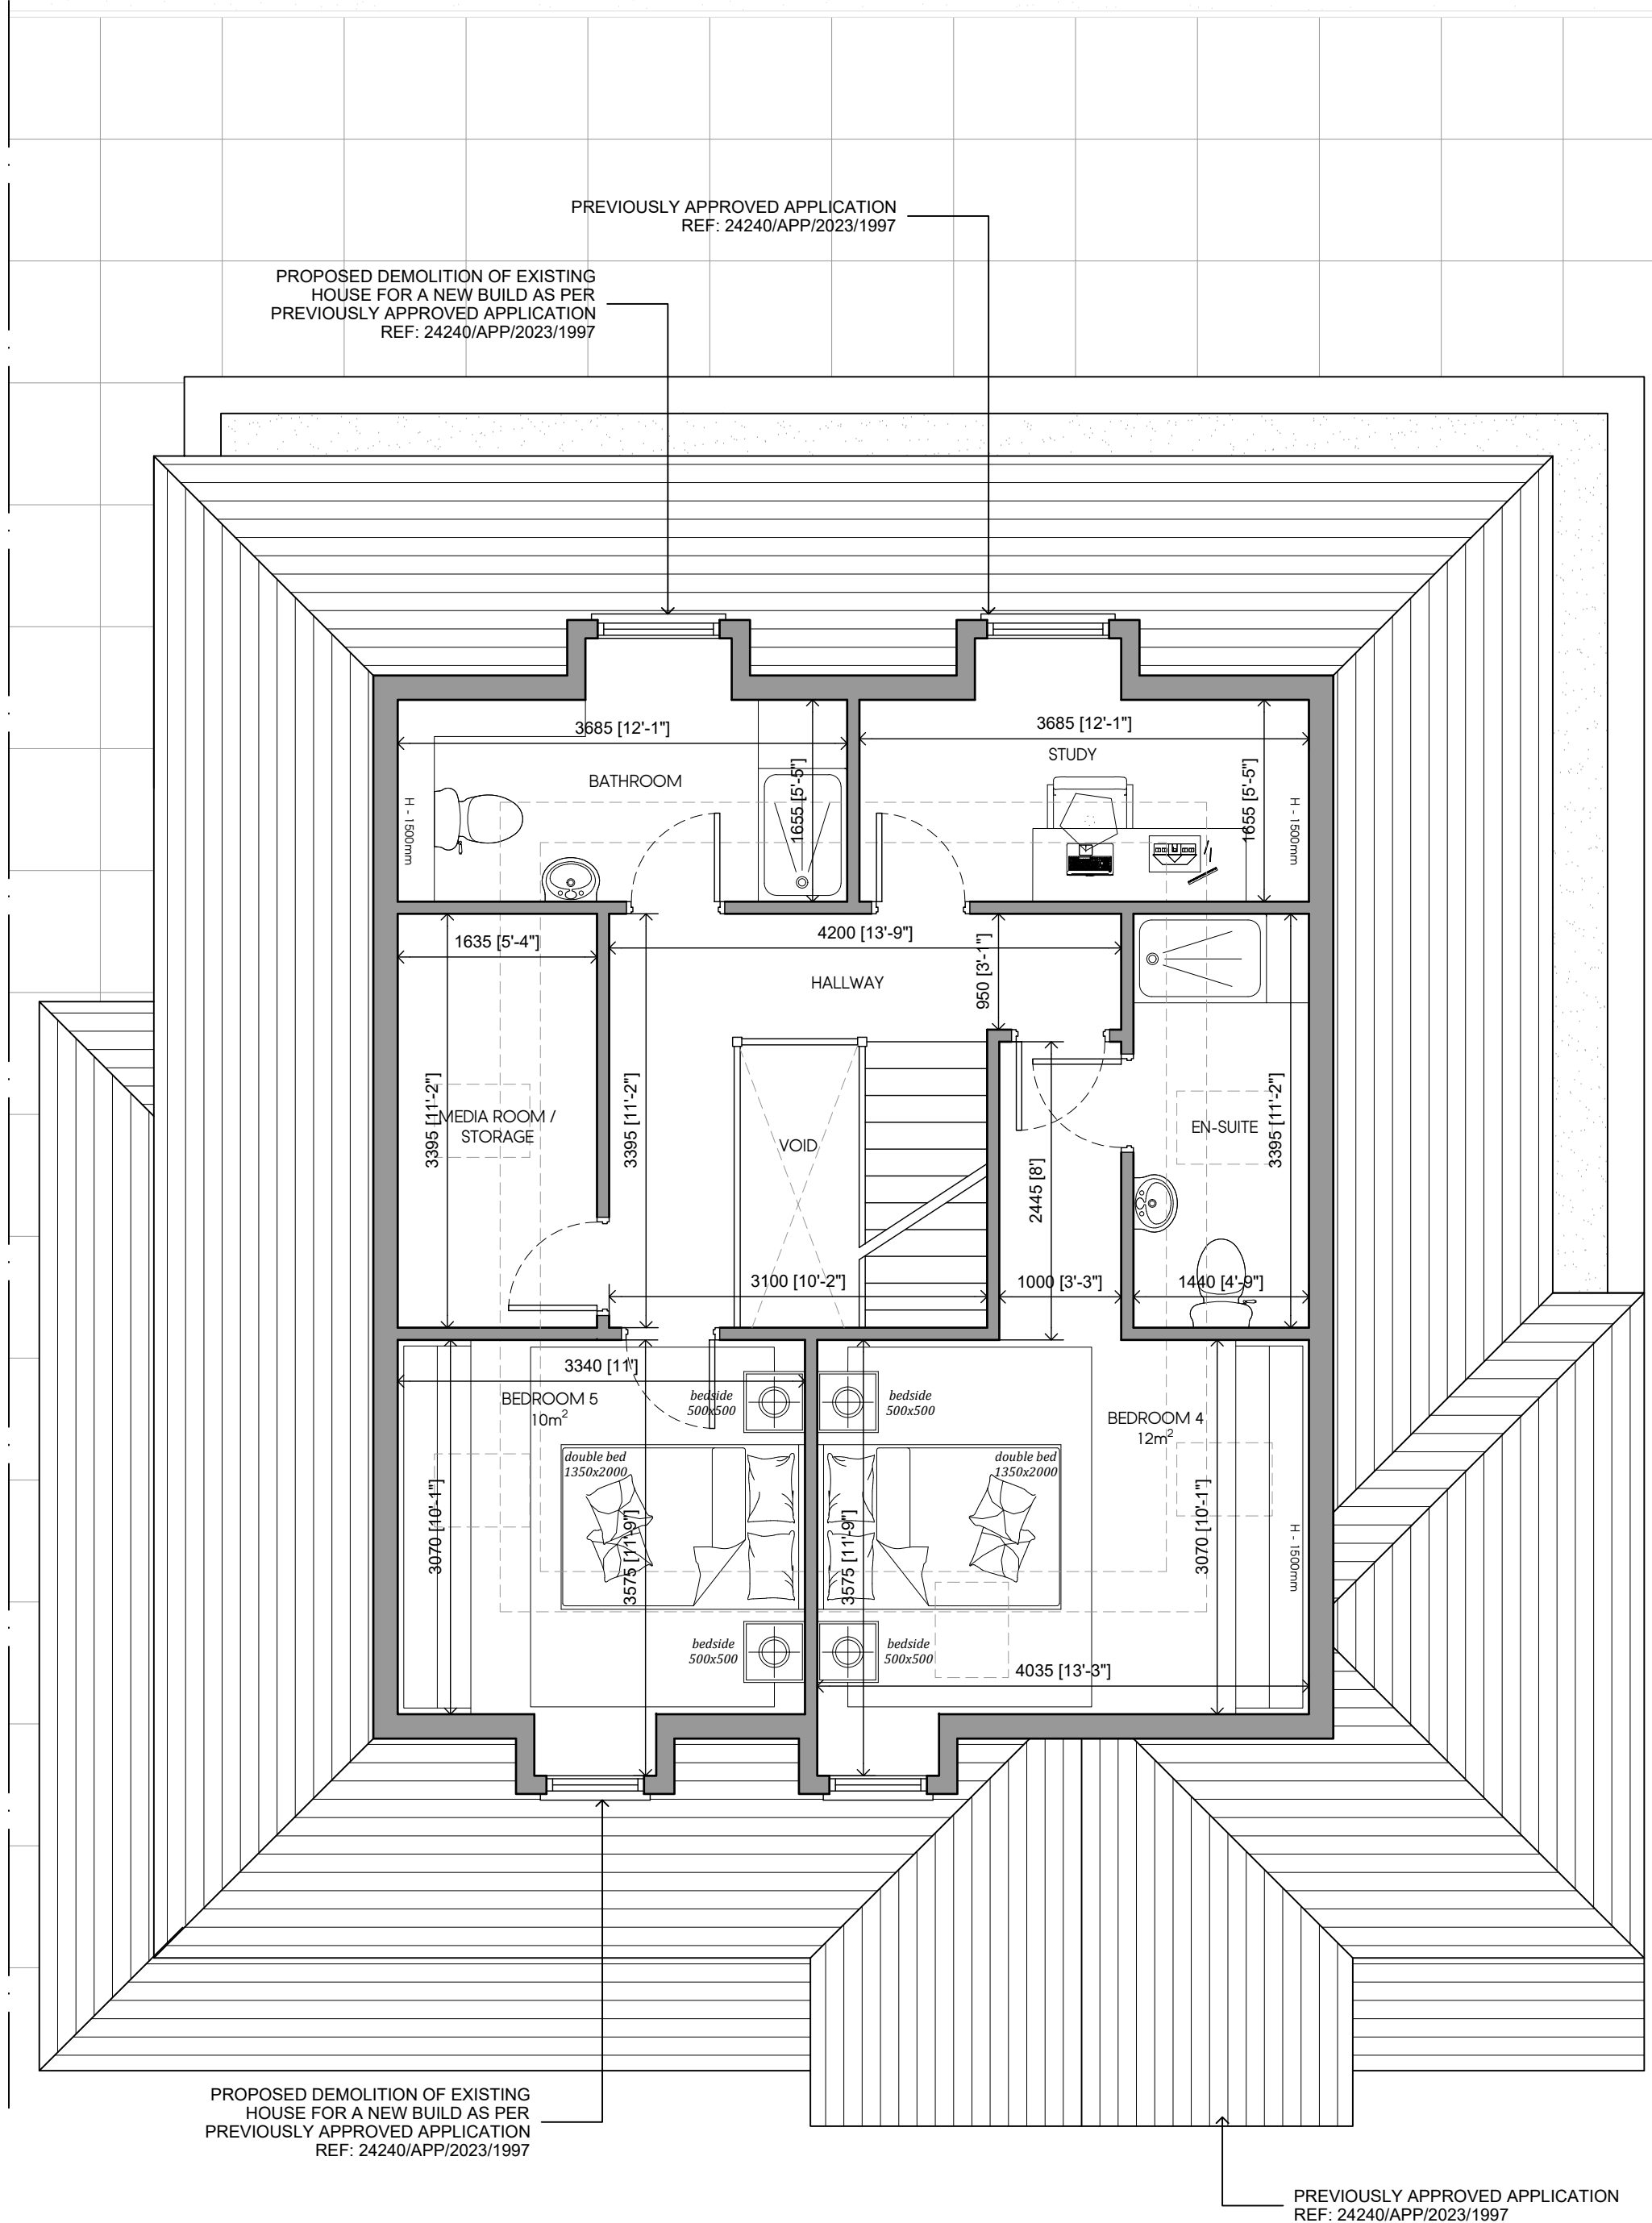 PREVIOUSLY APPROVED APPLICATION
REF: 24240/APP/2023/1997
PROPOSED DEMOLITION OF EXISTING
HOUSE FOR A NEW BUILD AS PER
PREVIOUSLY APPROVED APPLICATION
REF: 24240/APP/2023/1997
3685 [12'-1"]
3685 [12'-1"]
STUDY
BATHROOM
1655 [5'-5"]
1655 [5'-5"]
H - 1500mm
H - 1500mm
1635 [5'-4"]
4200 [13'-9"]
950 [3'-1"]
HALLWAY
3395 [11'-2"]
MEDIA ROOM /
STORAGE
3395 [11'-2"]
VOID
2445 [8']
EN-SUITE
3395 [11'-2"]
3100 [10'-2"]
1000 [3'-3"]
1440 [4'-9"]
3340 [11']
BEDROOM 5
10m²
bedside
500x500
bedside
500x500
BEDROOM 4
12m²
double bed
1350x2000
double bed
1350x2000
3070 [10'-1"]
3575 [11'-9"]
3575 [11'-9"]
3070 [10'-1"]
H - 1500mm
bedside
500x500
bedside
500x500
4035 [13'-3"]
PROPOSED DEMOLITION OF EXISTING
HOUSE FOR A NEW BUILD AS PER
PREVIOUSLY APPROVED APPLICATION
REF: 24240/APP/2023/1997
PREVIOUSLY APPROVED APPLICATION
REF: 24240/APP/2023/1997